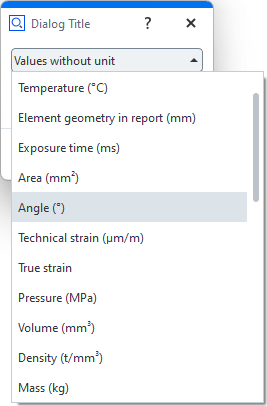 Dialog Title ?
Values without unit
Temperature (°C)
Element geometry in report (mm)
Exposure time (ms)
Area (mm²)
Angle (°)
Technical strain (µm/m)
True strain
Pressure (MPa)
Volume (mm³)
Density (t/mm³)
Mass (kg)